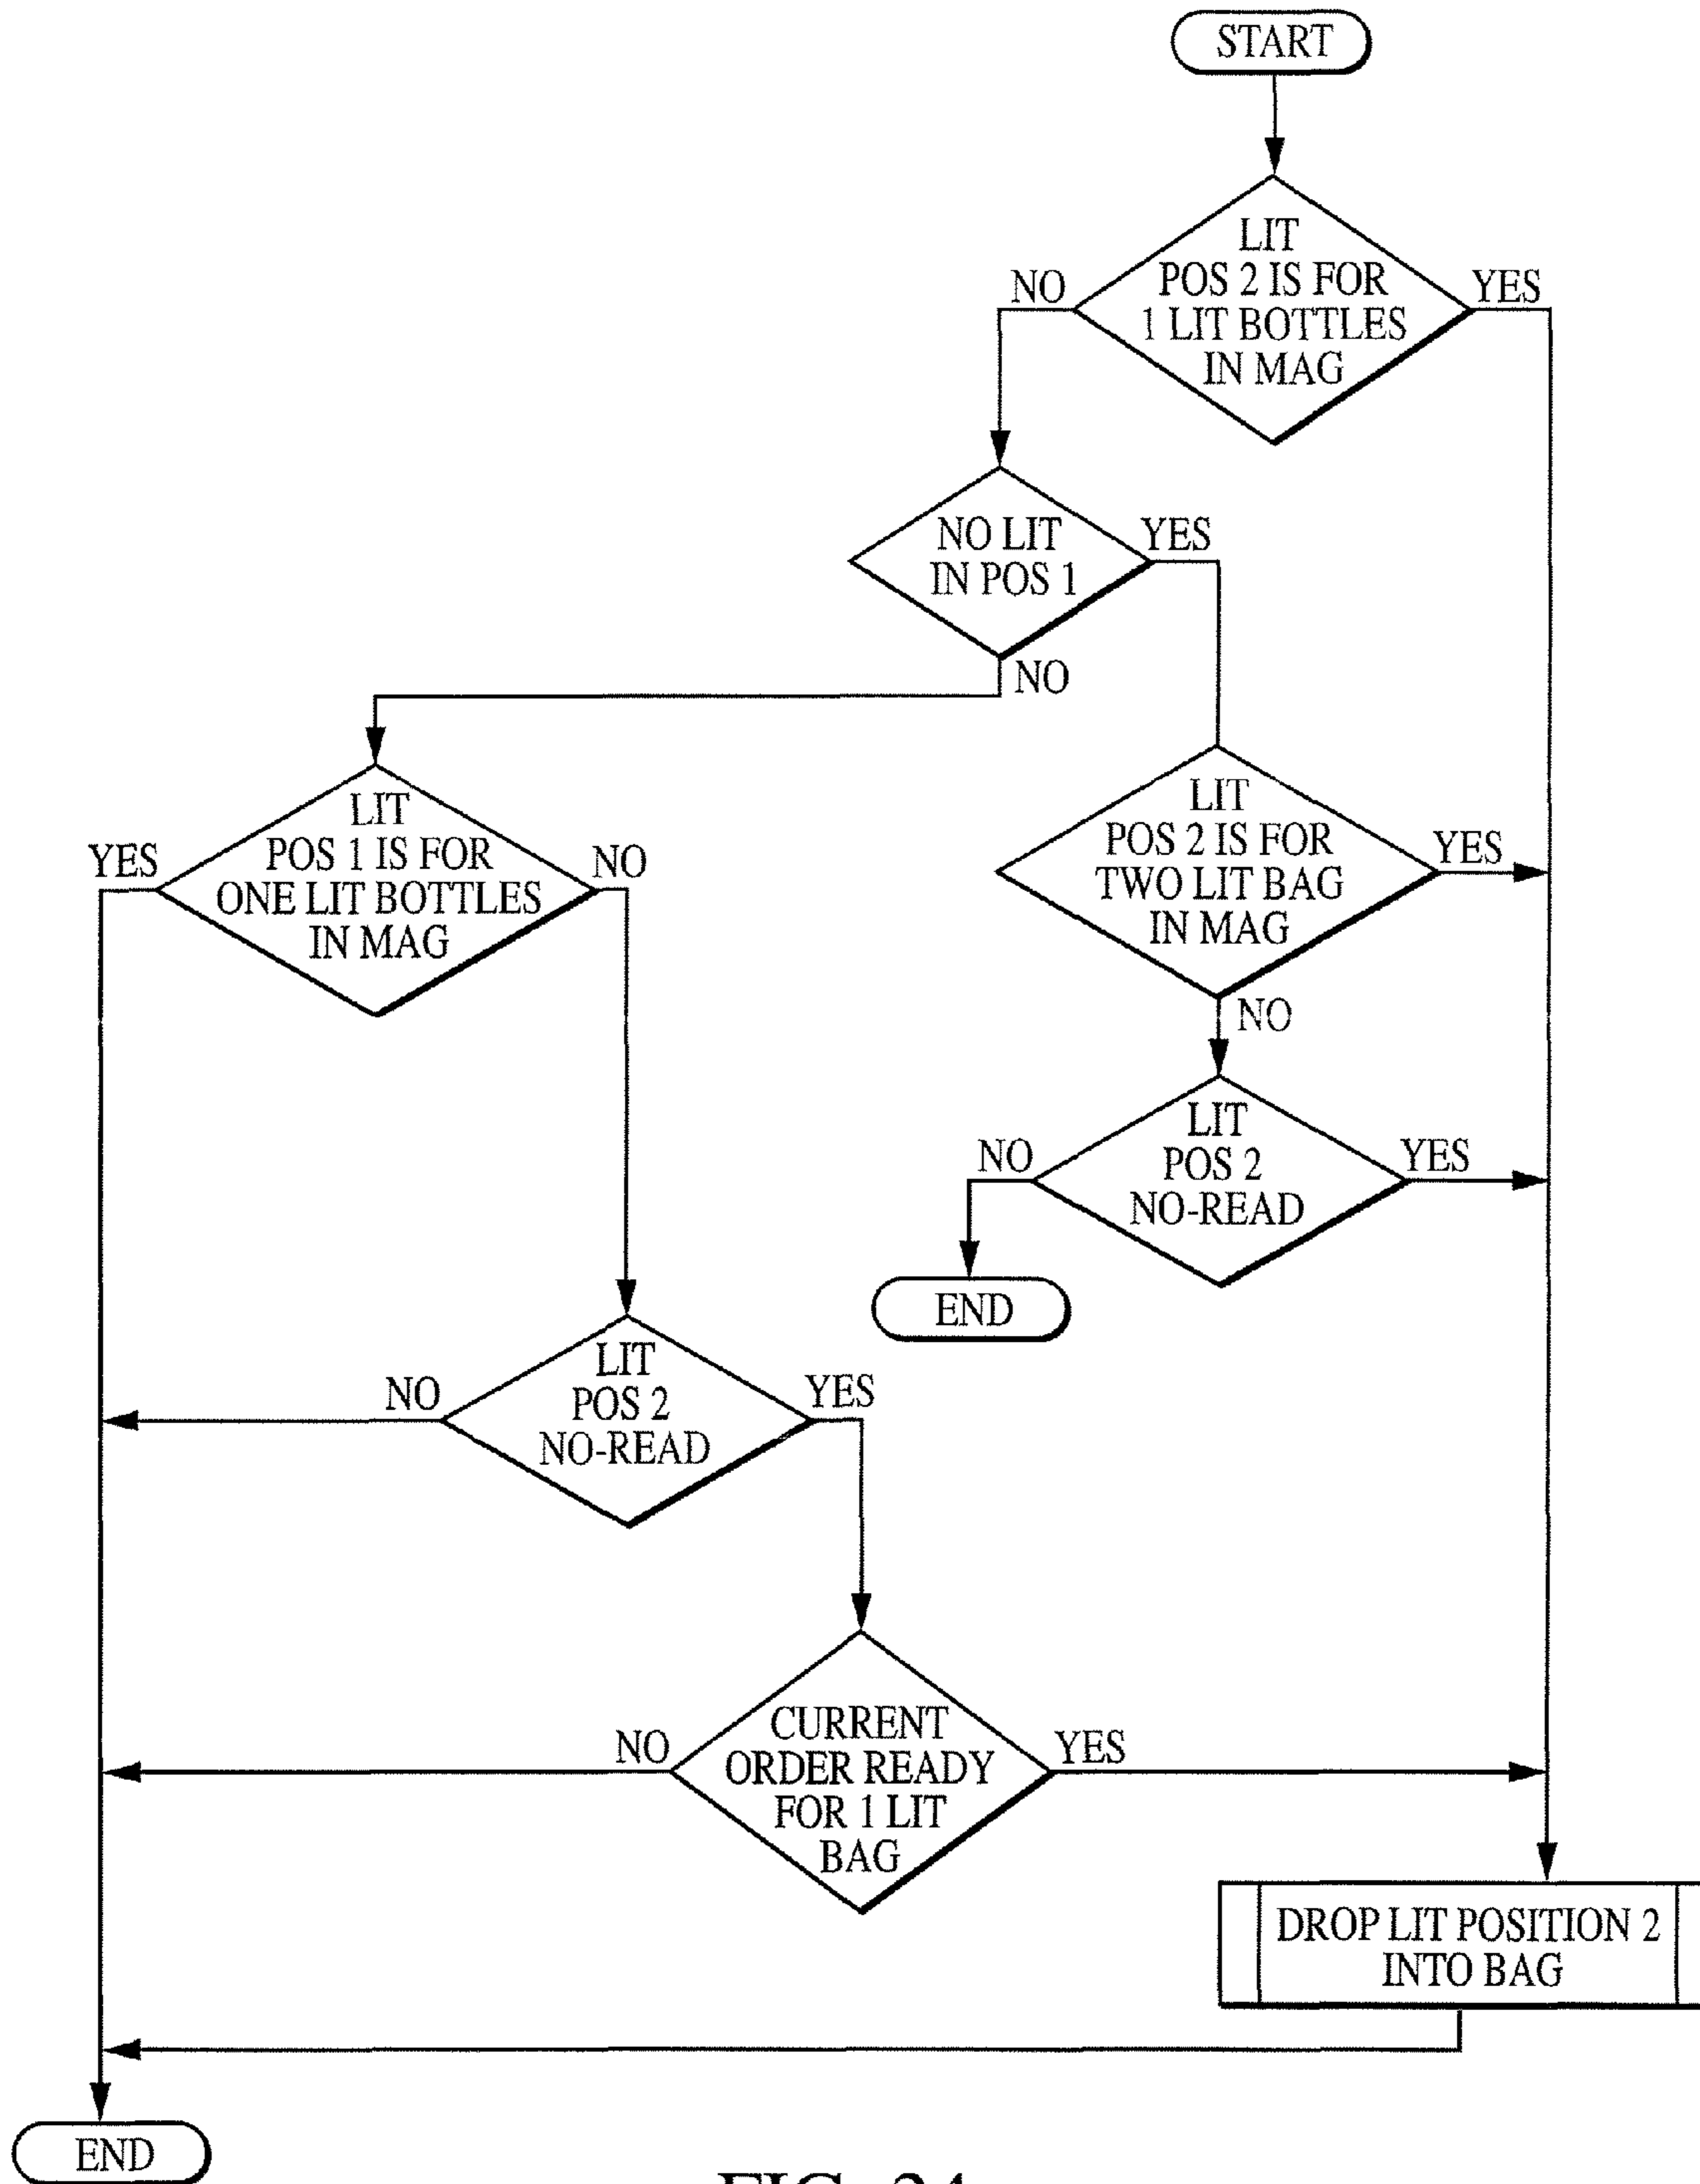 START
LIT
POS 2 IS FOR
1 LIT BOTTLES
IN MAG
NO
YES
NO LIT
IN POS 1
YES
NO
LIT
POS 1 IS FOR
ONE LIT BOTTLES
IN MAG
YES
NO
LIT
POS 2 IS FOR
TWO LIT BAG
IN MAG
YES
NO
LIT
POS 2
NO-READ
NO
YES
END
LIT
POS 2
NO-READ
NO
YES
CURRENT
ORDER READY
FOR 1 LIT
BAG
NO
YES
DROP LIT POSITION 2
INTO BAG
END
FIG. 24